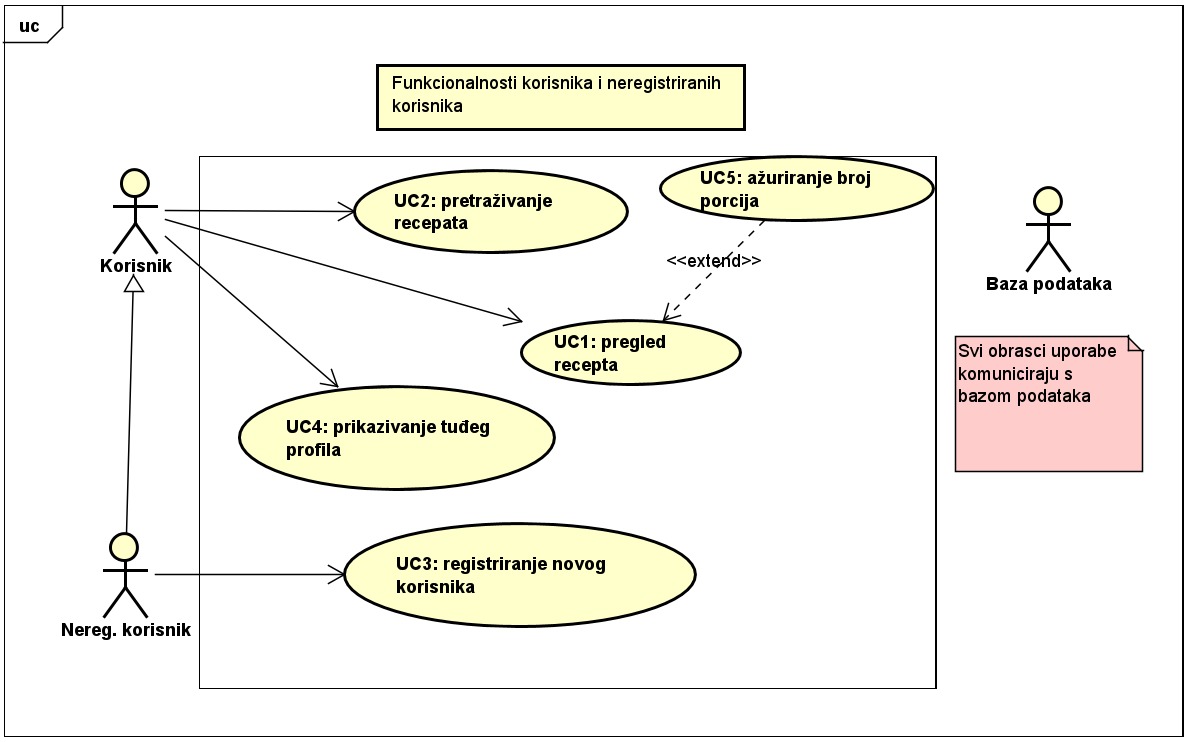 uc
Funkcionalnosti korisnika i neregistriranih
korisnika
UC5: ažuriranje broj
porcija
UC2: pretraživanje
recepata
<<extend>>
Korisnik
Baza podataka
UC1: pregled
recepta
Svi obrasci uporabe
komuniciraju s
bazom podataka
UC4: prikazivanje tuđeg
profila
UC3: registriranje novog
korisnika
Nereg. korisnik